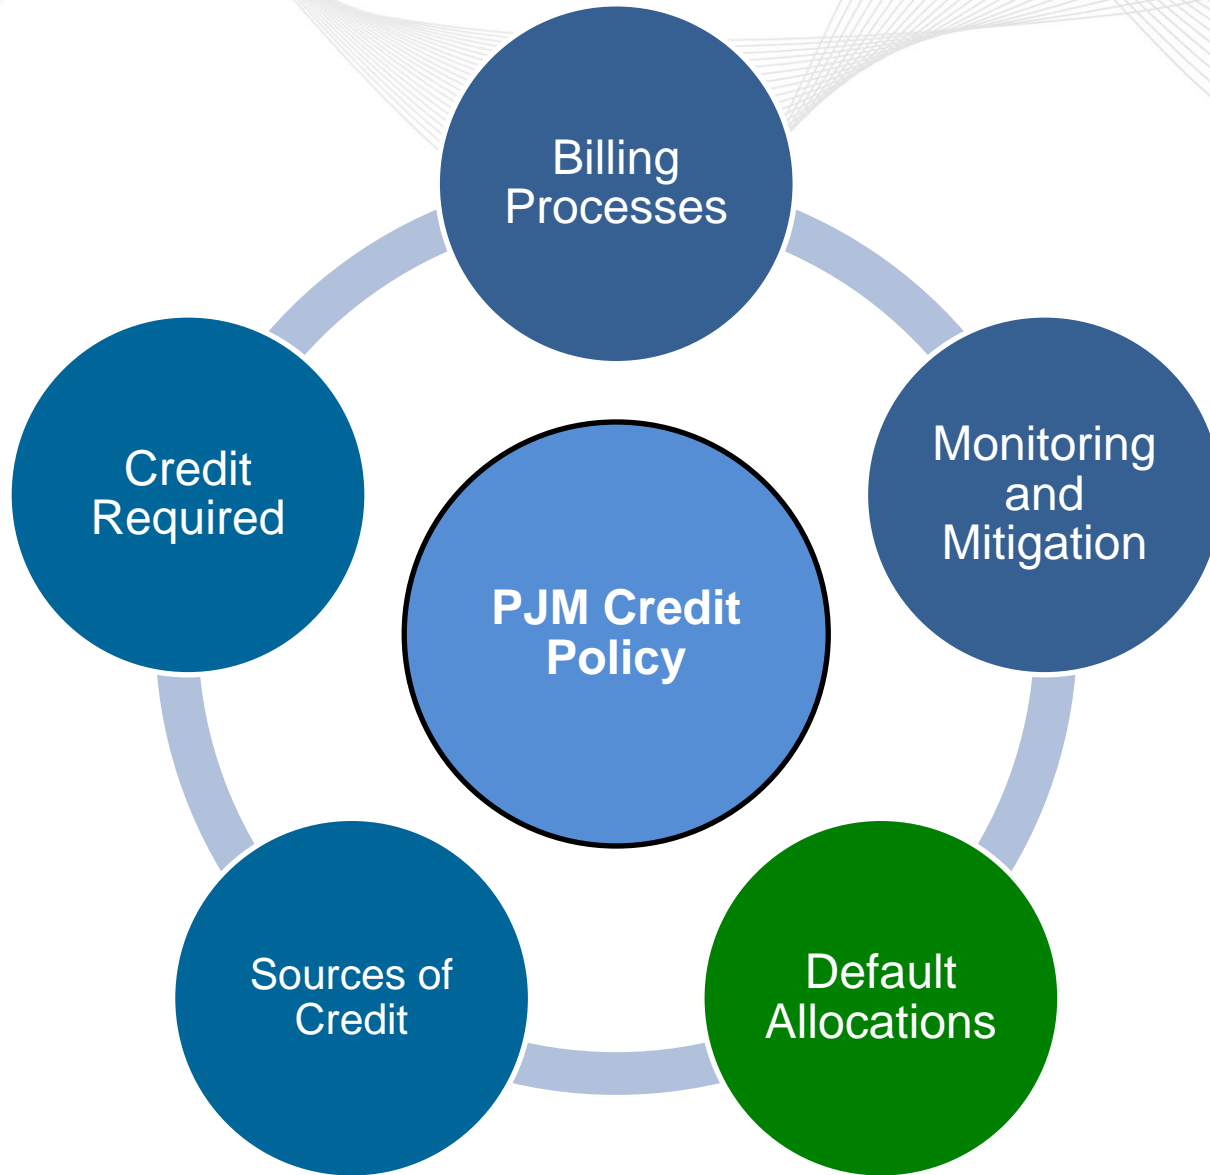 Billing
Processes
Monitoring
and
Mitigation
Credit
Required
PJM Credit
Policy
Default
Allocations
Sources of
Credit